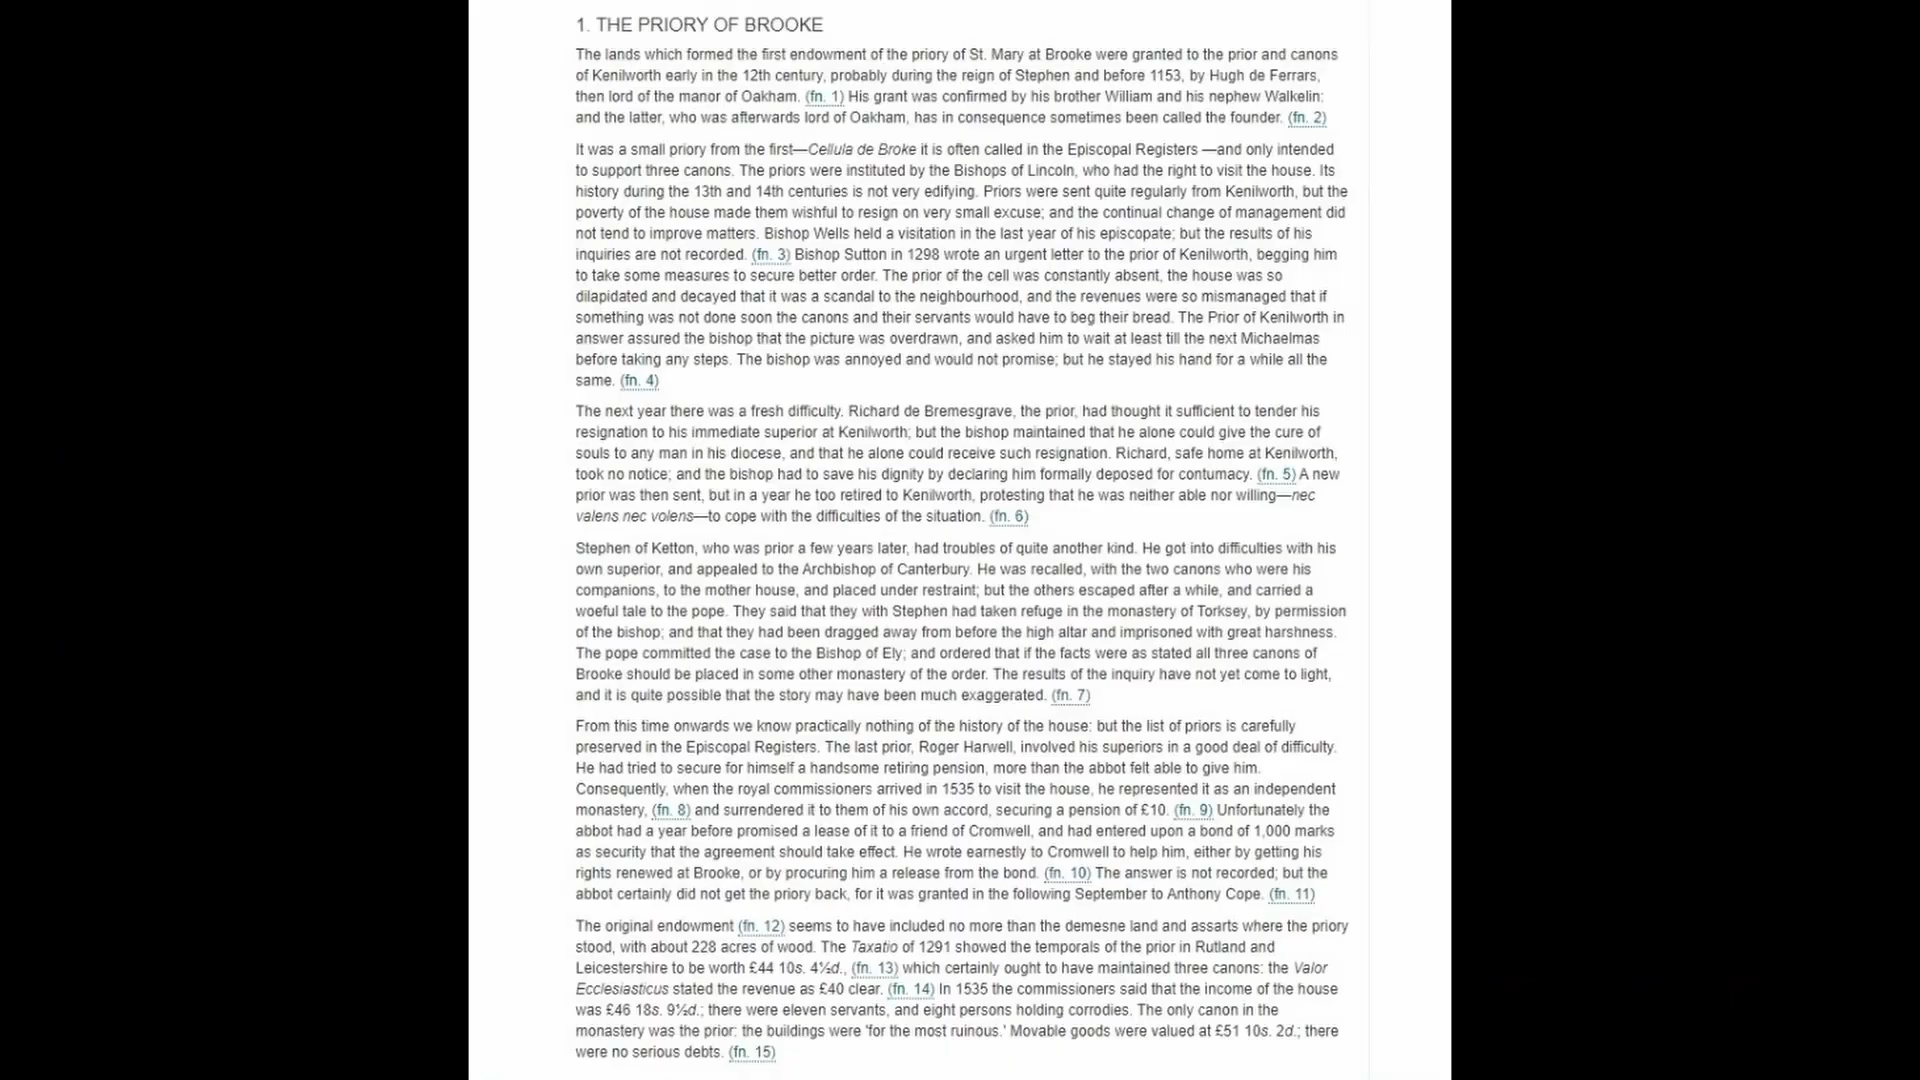 1. THE PRIORY OF BROOKE
The lands which formed the first endowment of the priory of St. Mary at Brooke were granted to the prior and canons
of Kenilworth early in the 12th century, probably during the reign of Stephen and before 1153, by Hugh de Ferrars,
then lord of the manor of Oakham. (fn. 1) His grant was confirmed by his brother William and his nephew Walkelin:
and the latter, who was afterwards lord of Oakham, has in consequence sometimes been called the founder. (fn. 2)
It was a small priory from the first—Cellula de Broke it is often called in the Episcopal Registers —and only intended
to support three canons. The priors were instituted by the Bishops of Lincoln, who had the right to visit the house. Its
history during the 13th and 14th centuries is not very edifying. Priors were sent quite regularly from Kenilworth, but the
poverty of the house made them wishful to resign on very small excuse; and the continual change of management did
not tend to improve matters. Bishop Wells held a visitation in the last year of his episcopate; but the results of his
inquiries are not recorded. (fn. 3) Bishop Sutton in 1298 wrote an urgent letter to the prior of Kenilworth, begging him
to take some measures to secure better order. The prior of the cell was constantly absent, the house was so
dilapidated and decayed that it was a scandal to the neighbourhood, and the revenues were so mismanaged that if
something was not done soon the canons and their servants would have to beg their bread. The Prior of Kenilworth in
answer assured the bishop that the picture was overdrawn, and asked him to wait at least till the next Michaelmas
before taking any steps. The bishop was annoyed and would not promise; but he stayed his hand for a while all the
same. (fn. 4)
The next year there was a fresh difficulty. Richard de Bremesgrave, the prior, had thought it sufficient to tender his
resignation to his immediate superior at Kenilworth; but the bishop maintained that he alone could give the cure of
souls to any man in his diocese, and that he alone could receive such resignation. Richard, safe home at Kenilworth,
took no notice; and the bishop had to save his dignity by declaring him formally deposed for contumacy. (fn. 5) A new
prior was then sent, but in a year he too retired to Kenilworth, protesting that he was neither able nor willing—nec
valens nec volens—to cope with the difficulties of the situation. (fn. 6)
Stephen of Ketton, who was prior a few years later, had troubles of quite another kind. He got into difficulties with his
own superior, and appealed to the Archbishop of Canterbury. He was recalled, with the two canons who were his
companions, to the mother house, and placed under restraint; but the others escaped after a while, and carried a
woeful tale to the pope. They said that they with Stephen had taken refuge in the monastery of Torksey, by permission
of the bishop; and that they had been dragged away from before the high altar and imprisoned with great harshness.
The pope committed the case to the Bishop of Ely; and ordered that if the facts were as stated all three canons of
Brooke should be placed in some other monastery of the order. The results of the inquiry have not yet come to light,
and it is quite possible that the story may have been much exaggerated. (fn. 7)
From this time onwards we know practically nothing of the history of the house: but the list of priors is carefully
preserved in the Episcopal Registers. The last prior, Roger Harwell, involved his superiors in a good deal of difficulty.
He had tried to secure for himself a handsome retiring pension, more than the abbot felt able to give him.
Consequently, when the royal commissioners arrived in 1535 to visit the house, he represented it as an independent
monastery, (fn. 8) and surrendered it to them of his own accord, securing a pension of £10. (fn. 9) Unfortunately the
abbot had a year before promised a lease of it to a friend of Cromwell, and had entered upon a bond of 1,000 marks
as security that the agreement should take effect. He wrote earnestly to Cromwell to help him, either by getting his
rights renewed at Brooke, or by procuring him a release from the bond. (fn. 10) The answer is not recorded; but the
abbot certainly did not get the priory back, for it was granted in the following September to Anthony Cope. (fn. 11)
The original endowment (fn. 12) seems to have included no more than the demesne land and assarts where the priory
stood, with about 228 acres of wood. The Taxatio of 1291 showed the temporals of the prior in Rutland and
Leicestershire to be worth £44 10s. 4½d., (fn. 13) which certainly ought to have maintained three canons: the Valor
Ecclesiasticus stated the revenue as £40 clear. (fn. 14) In 1535 the commissioners said that the income of the house
was £46 18s. 9½d.; there were eleven servants, and eight persons holding corrodies. The only canon in the
monastery was the prior: the buildings were 'for the most ruinous.' Movable goods were valued at £51 10s. 2d.; there
were no serious debts. (fn. 15)